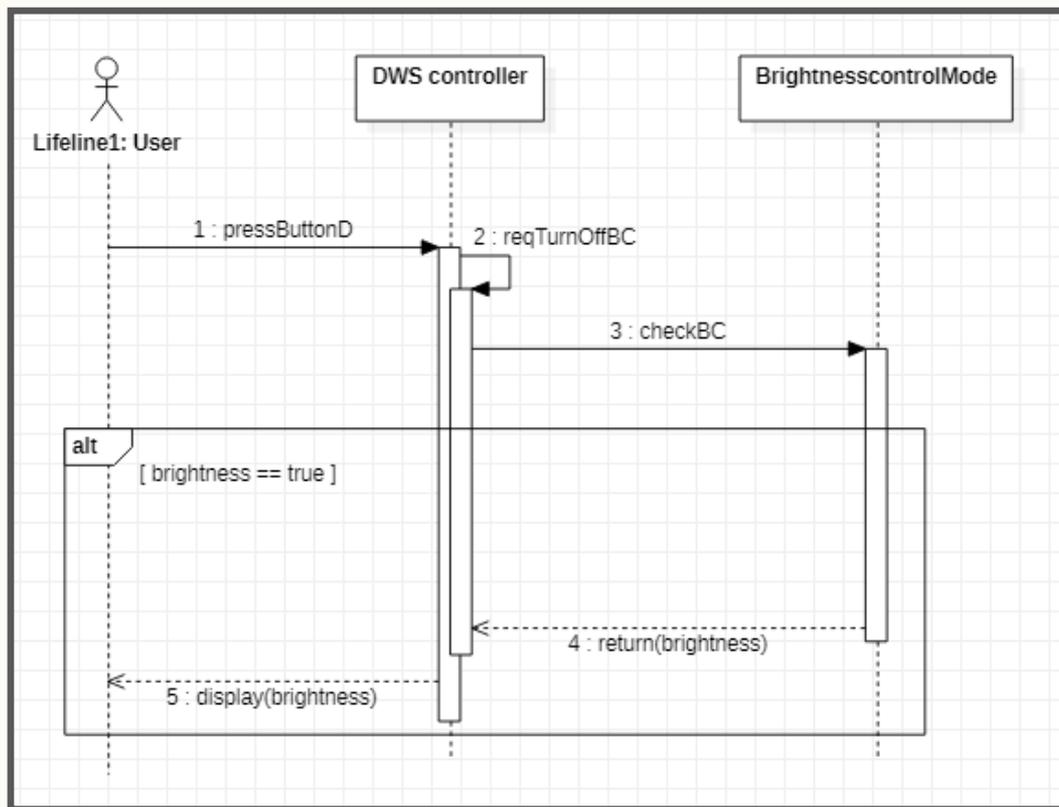 DWS controller
BrightnesscontrolMode
Lifeline1: User
1 : pressButtonD
2 : reqTurnOffBC
3 : checkBC
alt
[ brightness == true ]
4 : return(brightness)
5 : display(brightness)